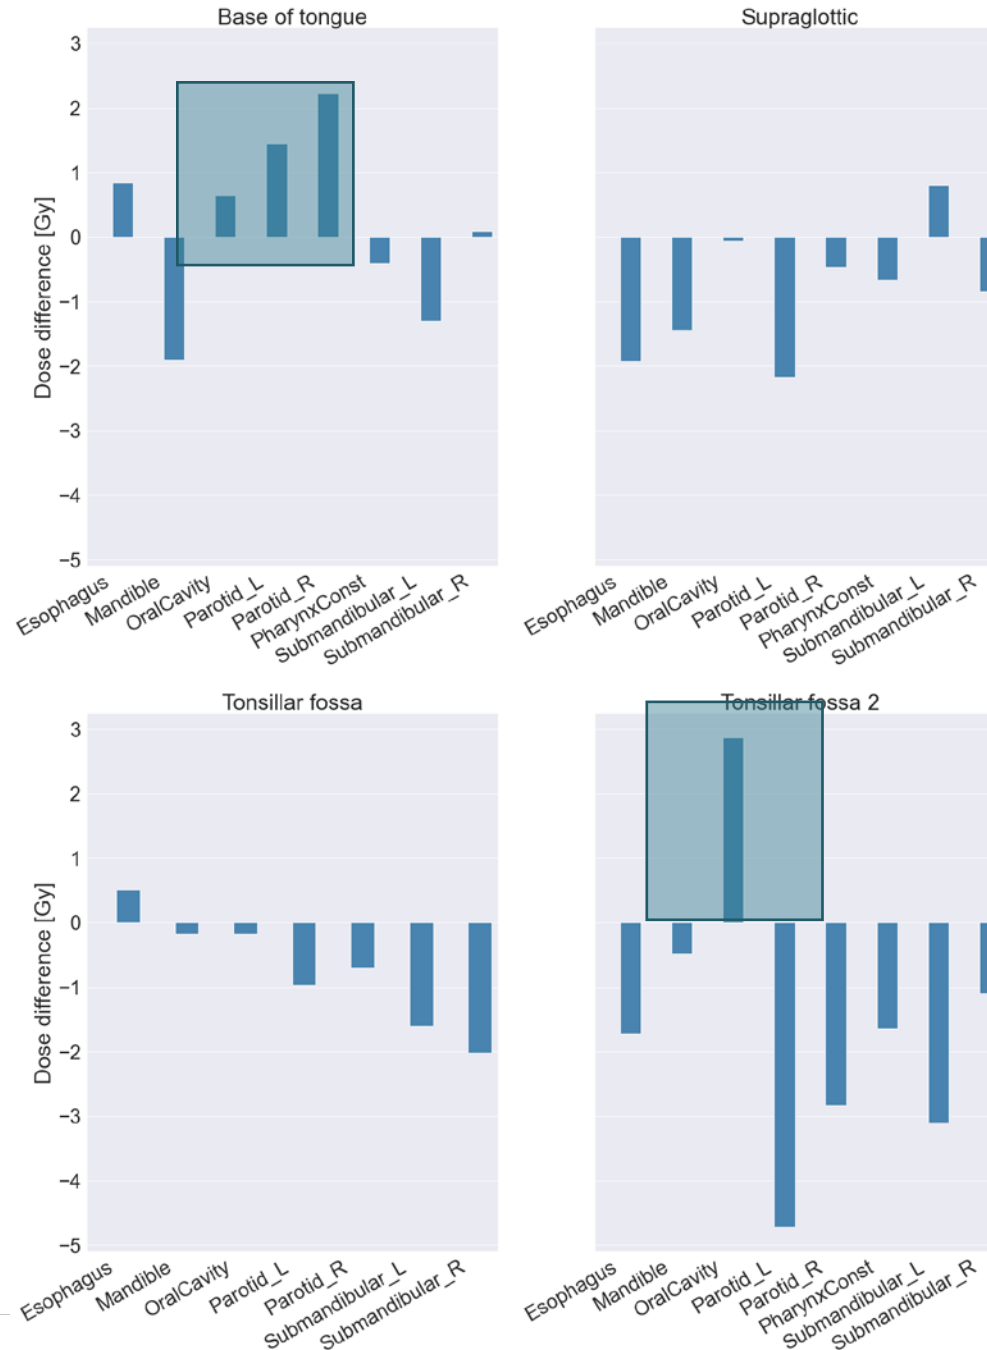 Base of tongue
Supraglottic
3
2
1
0
−1
−2
−3
−4
−5
Dose difference [Gy]
Esophagus
Mandible
OralCavity
Parotid_L
Parotid_R
PharynxConst
Submandibular_L
Submandibular_R
Esophagus
Mandible
OralCavity
Parotid_L
Parotid_R
PharynxConst
Submandibular_L
Submandibular_R
Tonsillar fossa
Tonsillar fossa 2
3
2
1
0
−1
−2
−3
−4
−5
Dose difference [Gy]
Esophagus
Mandible
OralCavity
Parotid_L
Parotid_R
Submandibular_L
Submandibular_R
Esophagus
Mandible
OralCavity
Parotid_L
Parotid_R
PharynxConst
Submandibular_L
Submandibular_R